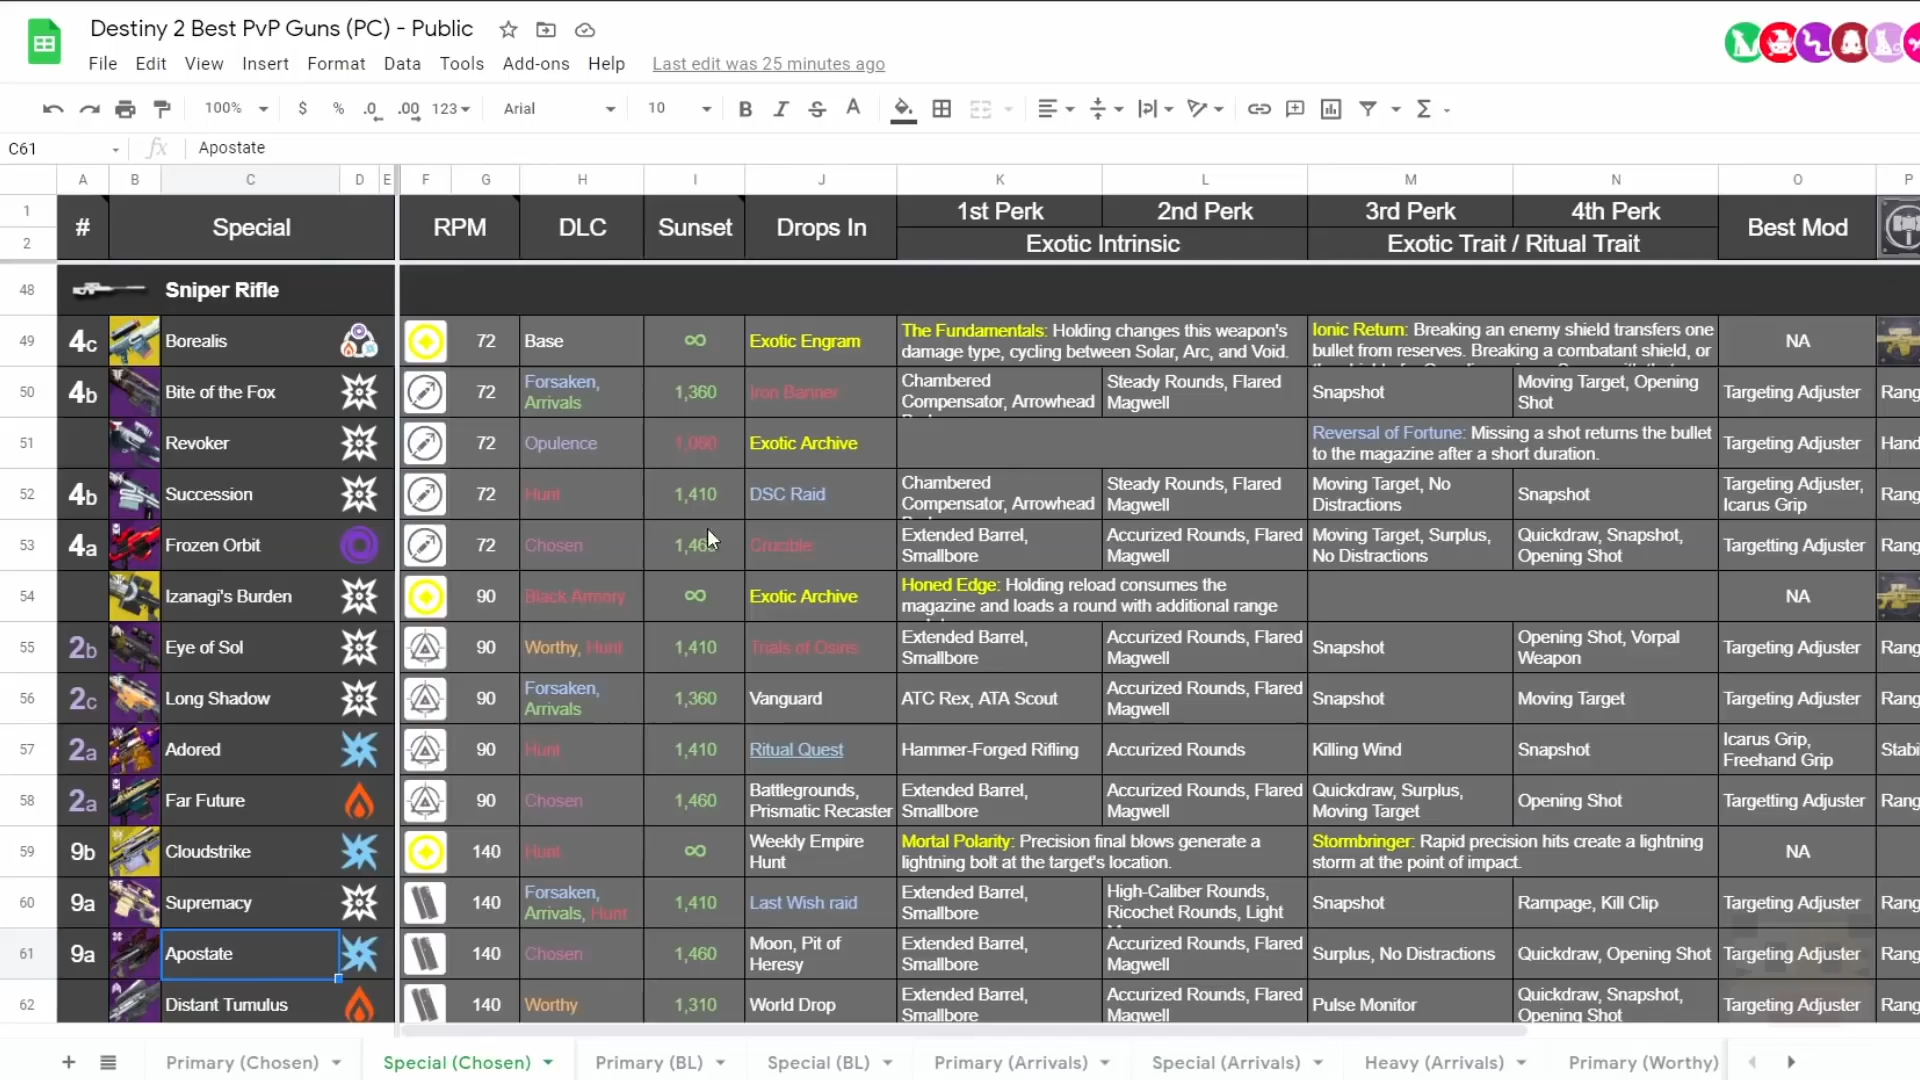 Destiny 2 Best PvP Guns (PC) - Public
File Edit View Insert Format Data Tools Add-ons Help Last edit was 25 minutes ago
100% $ % .0 .00 123 Arial 10 B I S A Σ
C61 fx Apostate
A B C D E F G H I J K L M N O P
1 # Special RPM DLC Sunset Drops In 1st Perk 2nd Perk 3rd Perk 4th Perk Best Mod
2 Exotic Intrinsic Exotic Trait / Ritual Trait
48 Sniper Rifle
49 4c Borealis 72 Base ∞ Exotic Engram The Fundamentals: Holding changes this weapon's Ionic Return: Breaking an enemy shield transfers one NA
damage type, cycling between Solar, Arc, and Void. bullet from reserves. Breaking a combatant shield, or
50 4b Bite of the Fox 72 Forsaken, 1,360 Iron Banner Chambered Steady Rounds, Flared Snapshot Moving Target, Opening Targeting Adjuster Rang
Arrivals Compensator, Arrowhead Magwell Shot
51 Revoker 72 Opulence 1,060 Exotic Archive Reversal of Fortune: Missing a shot returns the bullet Targeting Adjuster Hand
to the magazine after a short duration.
52 4b Succession 72 Hunt 1,410 DSC Raid Chambered Steady Rounds, Flared Moving Target, No Snapshot Targeting Adjuster, Rang
Compensator, Arrowhead Magwell Distractions Icarus Grip
53 4a Frozen Orbit 72 Chosen 1,460 Crucible Extended Barrel, Accurized Rounds, Flared Moving Target, Surplus, Quickdraw, Snapshot, Targetting Adjuster Rang
Smallbore Magwell No Distractions Opening Shot
54 Izanagi's Burden 90 Black Armory ∞ Exotic Archive Honed Edge: Holding reload consumes the NA
magazine and loads a round with additional range
55 2b Eye of Sol 90 Worthy, Hunt 1,410 Trials of Osiris Extended Barrel, Accurized Rounds, Flared Snapshot Opening Shot, Vorpal Targeting Adjuster Rang
Smallbore Magwell Weapon
56 2c Long Shadow 90 Forsaken, 1,360 Vanguard ATC Rex, ATA Scout Accurized Rounds, Flared Snapshot Moving Target Targeting Adjuster Rang
Arrivals Magwell
57 2a Adored 90 Hunt 1,410 Ritual Quest Hammer-Forged Rifling Accurized Rounds Killing Wind Snapshot Icarus Grip, Stabi
Freehand Grip
58 2a Far Future 90 Chosen 1,460 Battlegrounds, Extended Barrel, Accurized Rounds, Flared Quickdraw, Surplus, Opening Shot Targetting Adjuster Rang
Prismatic Recaster Smallbore Magwell Moving Target
59 9b Cloudstrike 140 Hunt ∞ Weekly Empire Mortal Polarity: Precision final blows generate a Stormbringer: Rapid precision hits create a lightning NA
Hunt lightning bolt at the target's location. storm at the point of impact.
60 9a Supremacy 140 Forsaken, 1,410 Last Wish raid Extended Barrel, High-Caliber Rounds, Snapshot Rampage, Kill Clip Targeting Adjuster Rang
Arrivals, Hunt Smallbore Ricochet Rounds, Light
61 9a Apostate 140 Chosen 1,460 Moon, Pit of Extended Barrel, Accurized Rounds, Flared Surplus, No Distractions Quickdraw, Opening Shot Targeting Adjuster Rang
Heresy Smallbore Magwell
62 Distant Tumulus 140 Worthy 1,310 World Drop Extended Barrel, Accurized Rounds, Flared Pulse Monitor Quickdraw, Snapshot, Targeting Adjuster Rang
Smallbore Magwell Opening Shot
Primary (Chosen) Special (Chosen) Primary (BL) Special (BL) Primary (Arrivals) Special (Arrivals) Heavy (Arrivals) Primary (Worthy)